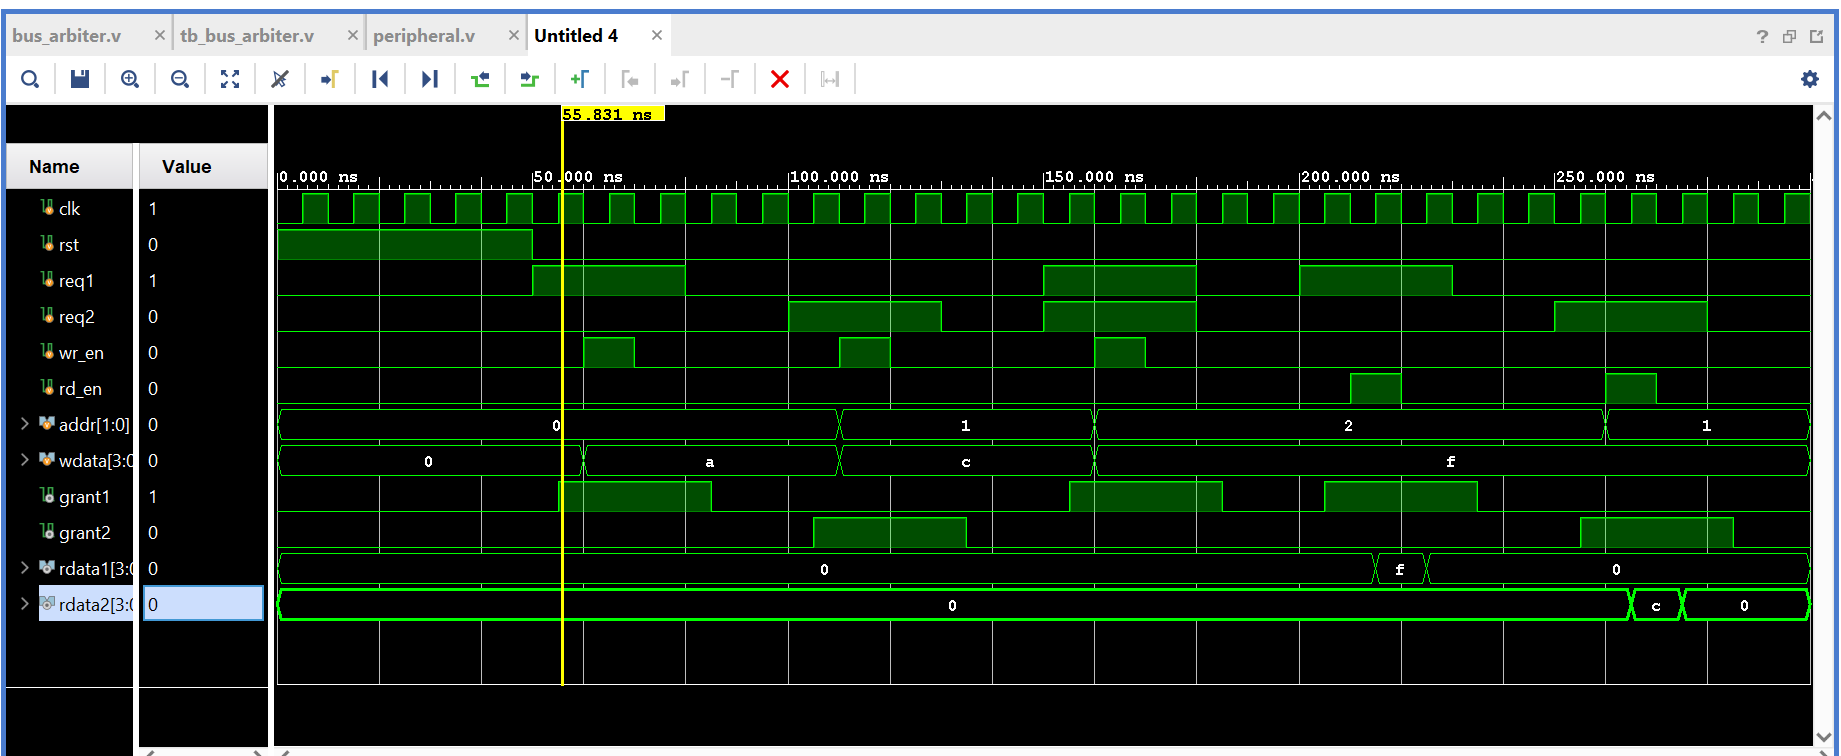 bus_arbiter.v × tb_bus_arbiter.v × peripheral.v × Untitled 4 ×
?
55.831 ns
Name Value
0.000 ns 50.000 ns 100.000 ns 150.000 ns 200.000 ns 250.000 ns
clk 1
rst 0
req1 1
req2 0
wr_en 0
rd_en 0
addr[1:0] 0 0 1 2 1
wdata[3:0 0 0 a c f
grant1 1
grant2 0
rdata1[3:0 0 0 f 0
rdata2[3:0 0 0 c 0